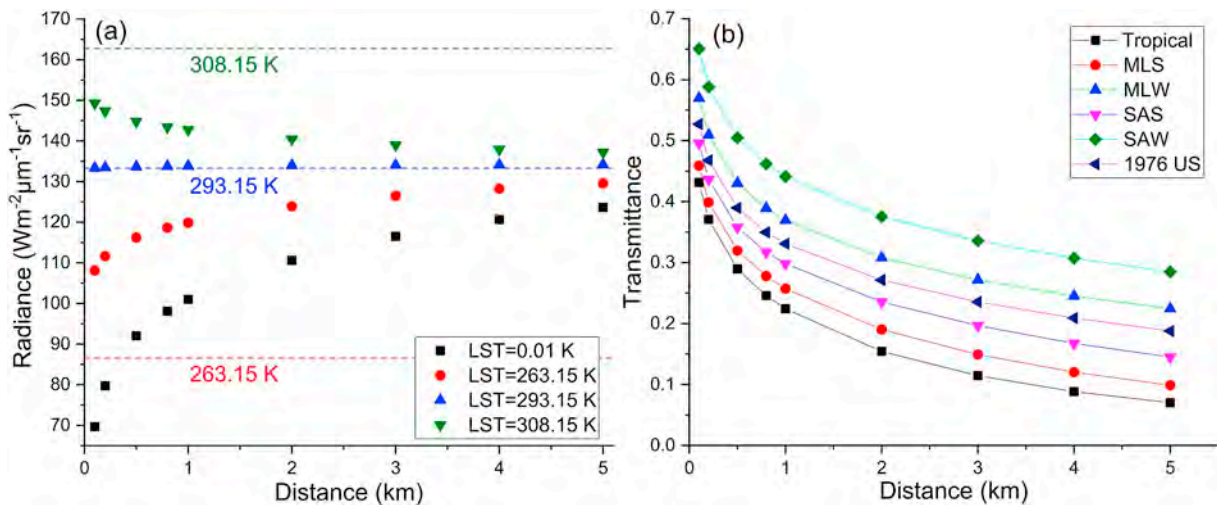 (a)
Radiance (Wm⁻²μm⁻¹sr⁻¹)
170
160
150
140
130
120
110
100
90
80
70
308.15 K
293.15 K
263.15 K
LST=0.01 K
LST=263.15 K
LST=293.15 K
LST=308.15 K
0 1 2 3 4 5
Distance (km)
(b)
Transmittance
0.7
0.6
0.5
0.4
0.3
0.2
0.1
0.0
Tropical
MLS
MLW
SAS
SAW
1976 US
0 1 2 3 4 5
Distance (km)